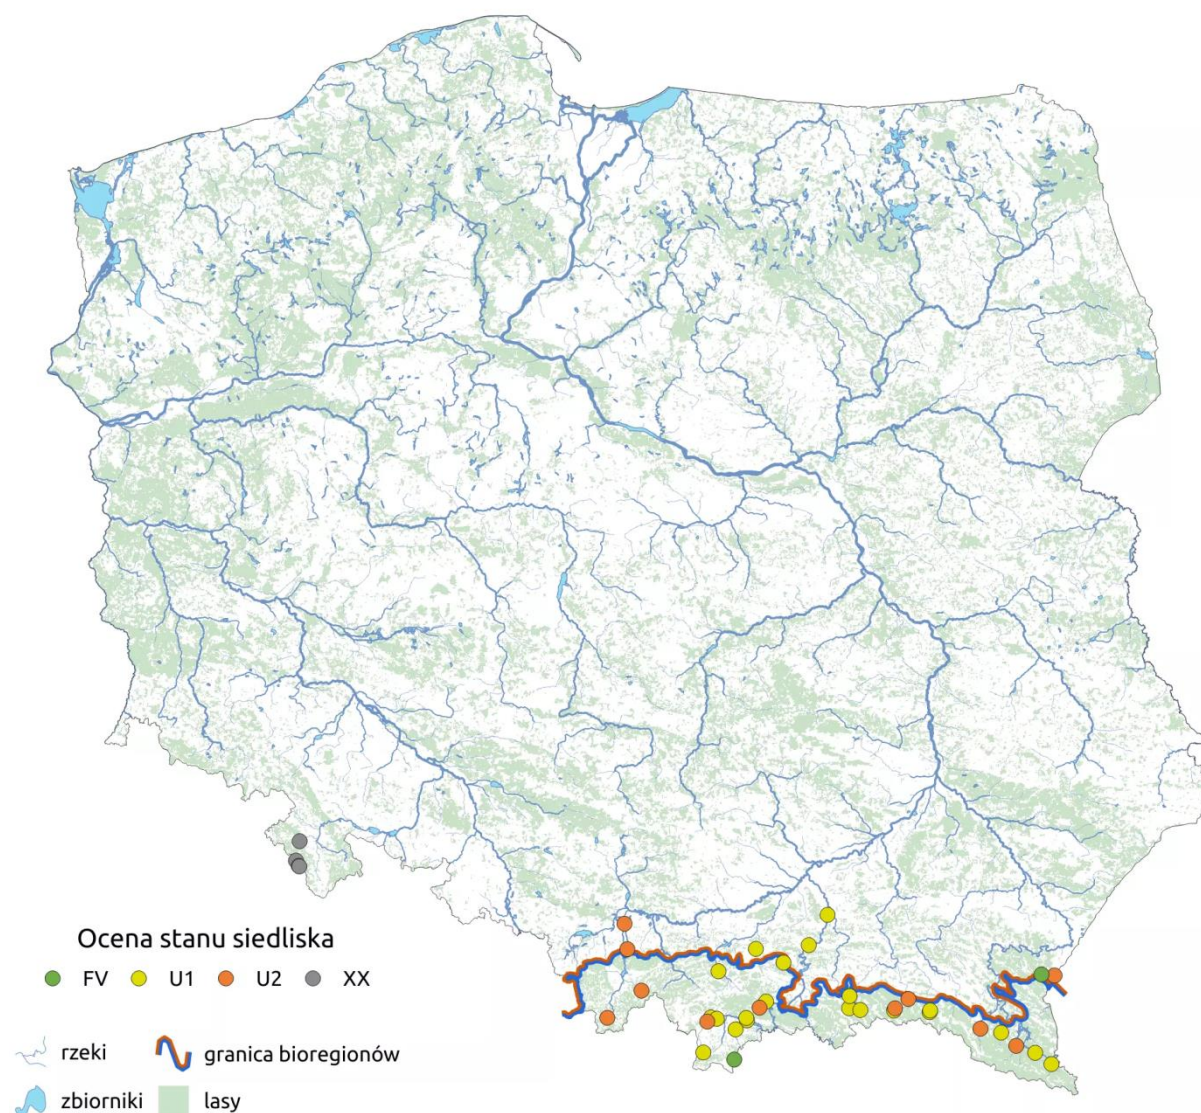 Ocena stanu siedliska
FV U1 U2 XX
rzeki granica bioregionów
zbiorniki lasy